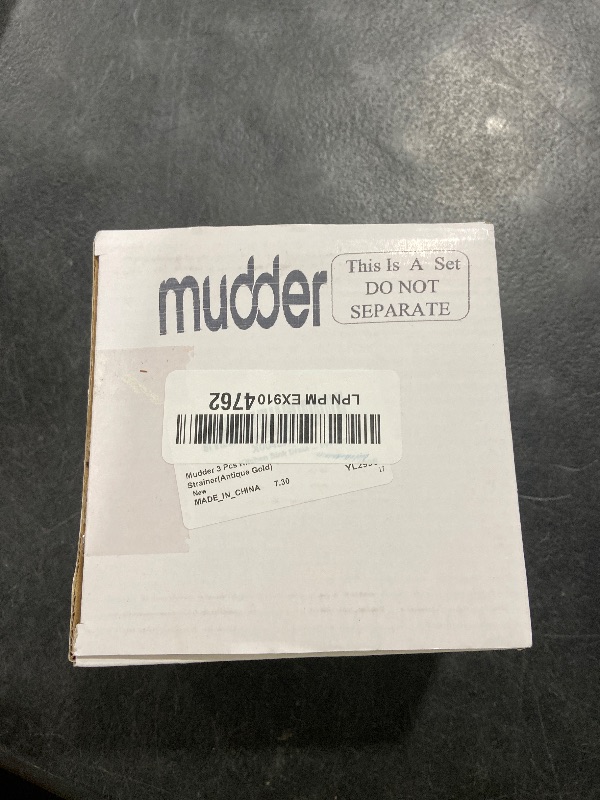 mudder
This Is A Set
DO NOT
SEPARATE
LPN PM EX9104762
Mudder 3 Pcs
Strainer(Antique Gold)
New
MADE_IN_CHINA 7.30